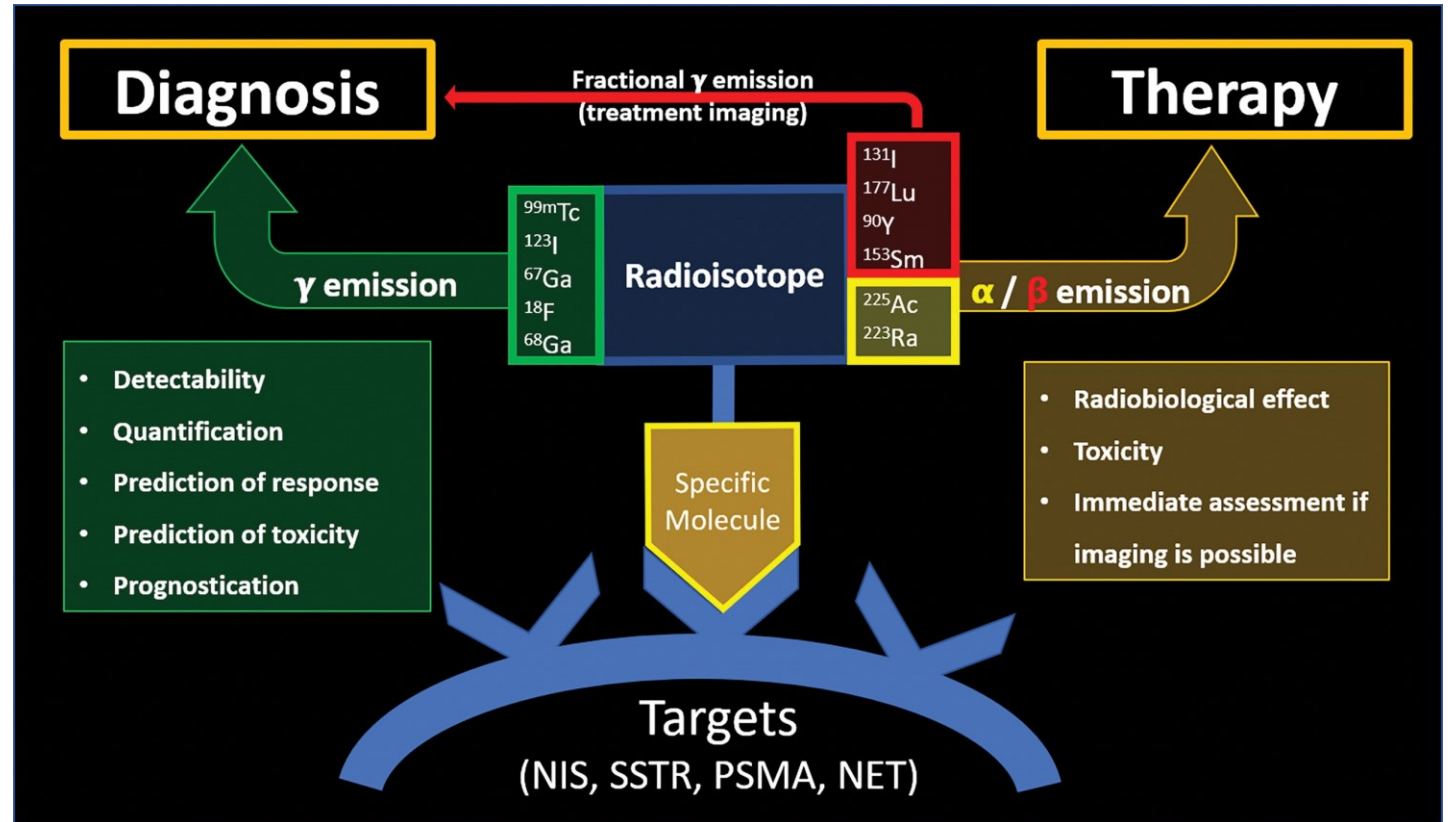 Diagnosis
Fractional γ emission
(treatment imaging)
Therapy
⁹⁹ᵐTc
¹²³I
⁶⁷Ga
¹⁸F
⁶⁸Ga
Radioisotope
¹³¹I
¹⁷⁷Lu
⁹⁰Y
¹⁵³Sm
²²⁵Ac
²²³Ra
γ emission
α / β emission
• Detectability
• Quantification
• Prediction of response
• Prediction of toxicity
• Prognostication
• Radiobiological effect
• Toxicity
• Immediate assessment if
imaging is possible
Specific
Molecule
Targets
(NIS, SSTR, PSMA, NET)